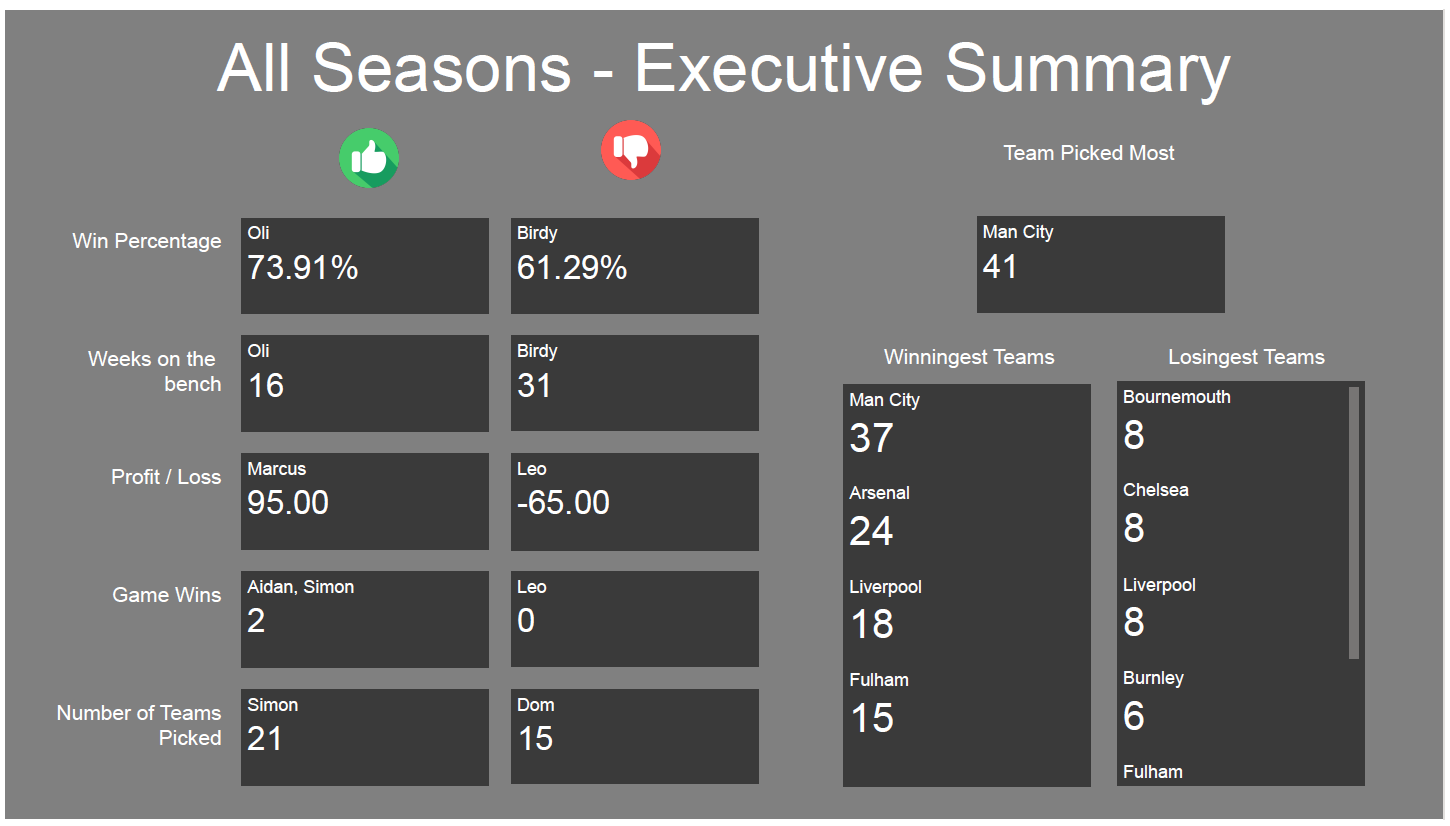 All Seasons - Executive Summary
Team Picked Most
Win Percentage
Oli
73.91%
Birdy
61.29%
Man City
41
Weeks on the
bench
Oli
16
Birdy
31
Profit / Loss
Marcus
95.00
Leo
-65.00
Game Wins
Aidan, Simon
2
Leo
0
Number of Teams
Picked
Simon
21
Dom
15
Winningest Teams
Man City
37
Arsenal
24
Liverpool
18
Fulham
15
Losingest Teams
Bournemouth
8
Chelsea
8
Liverpool
8
Burnley
6
Fulham